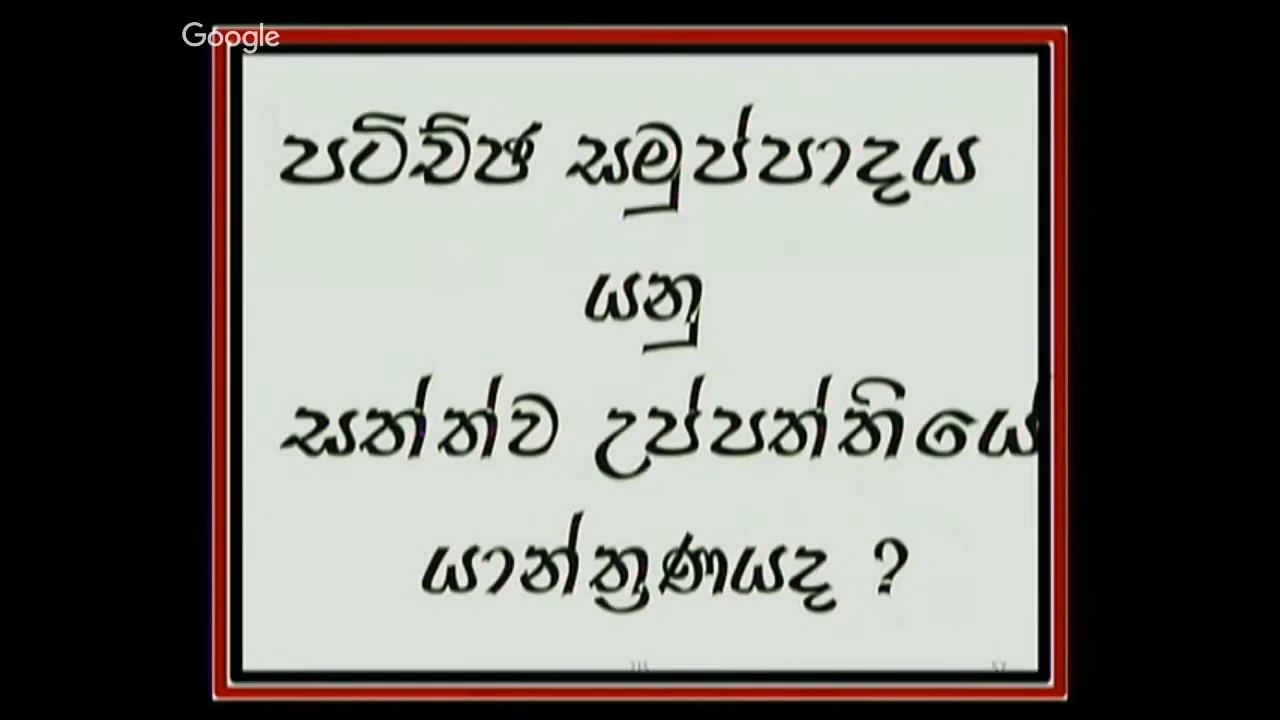 Google
පටිච්ඡ සමුප්පාදය
යනු
සත්ත්ව උප්පත්තියේ
යාන්ත්‍රණයද ?